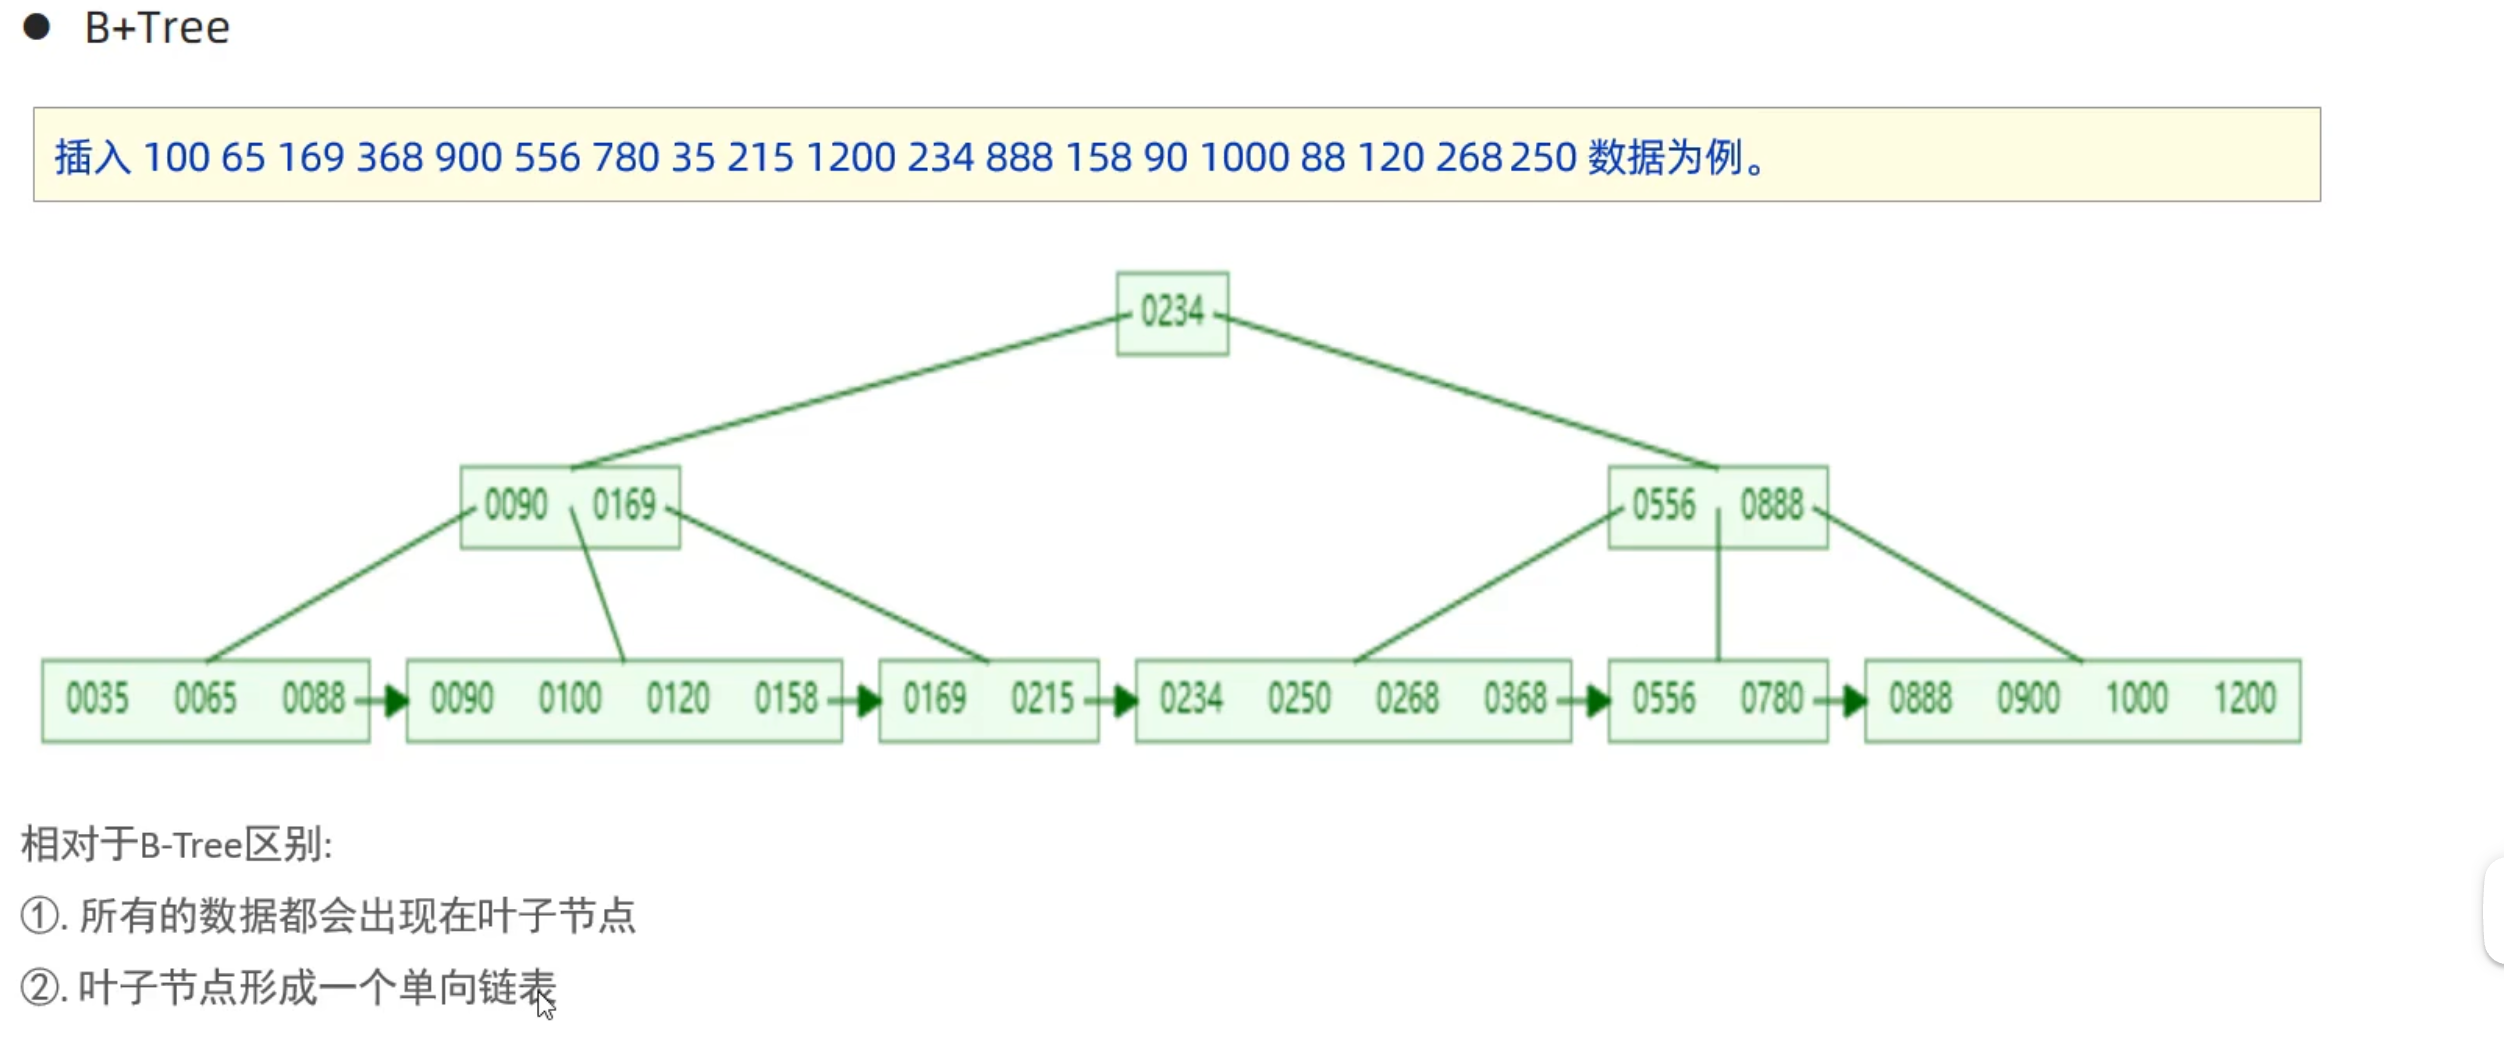 ● B+Tree
插入 100 65 169 368 900 556 780 35 215 1200 234 888 158 90 1000 88 120 268 250 数据为例。
0234
0090 0169 0556 0888
0035 0065 0088 0090 0100 0120 0158 0169 0215 0234 0250 0268 0368 0556 0780 0888 0900 1000 1200
相对于B-Tree区别:
①. 所有的数据都会出现在叶子节点
②. 叶子节点形成一个单向链表